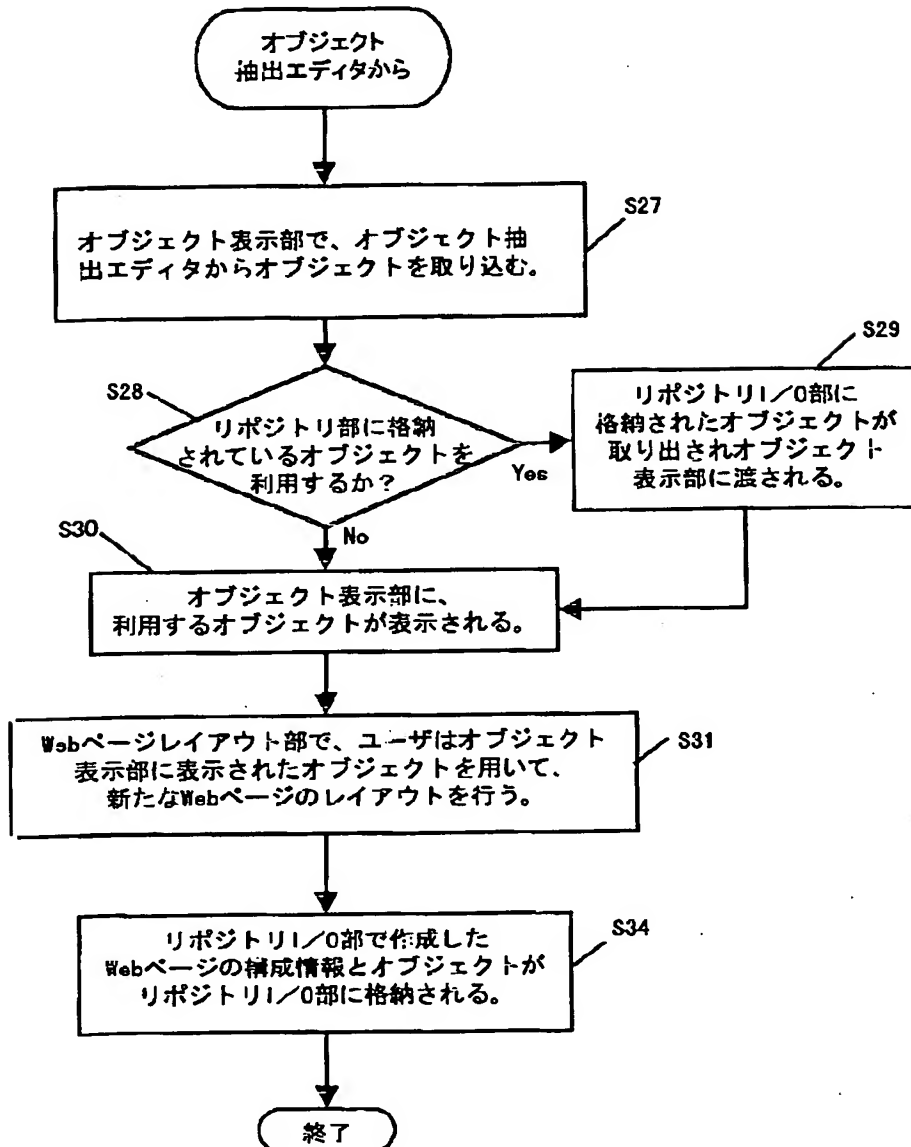 オブジェクト
抽出エディタから
S27
オブジェクト表示部で、オブジェクト抽
出エディタからオブジェクトを取り込む。
S28
リポジトリ部に格納
されているオブジェクトを
利用するか?
Yes
No
S29
リポジトリI/O部に
格納されたオブジェクトが
取り出されオブジェクト
表示部に渡される。
S30
オブジェクト表示部に、
利用するオブジェクトが表示される。
S31
Webページレイアウト部で、ユーザはオブジェクト
表示部に表示されたオブジェクトを用いて、
新たなWebページのレイアウトを行う。
S34
リポジトリI/O部で作成した
Webページの構成情報とオブジェクトが
リポジトリI/O部に格納される。
終了